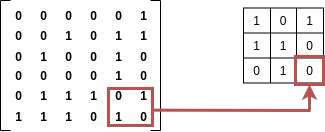 0 0 0 0 0 1
0 0 1 0 1 1
0 1 0 0 1 0
0 0 0 0 1 0
0 1 1 1 0 1
1 1 1 0 1 0
1 0 1
1 1 0
0 1 0